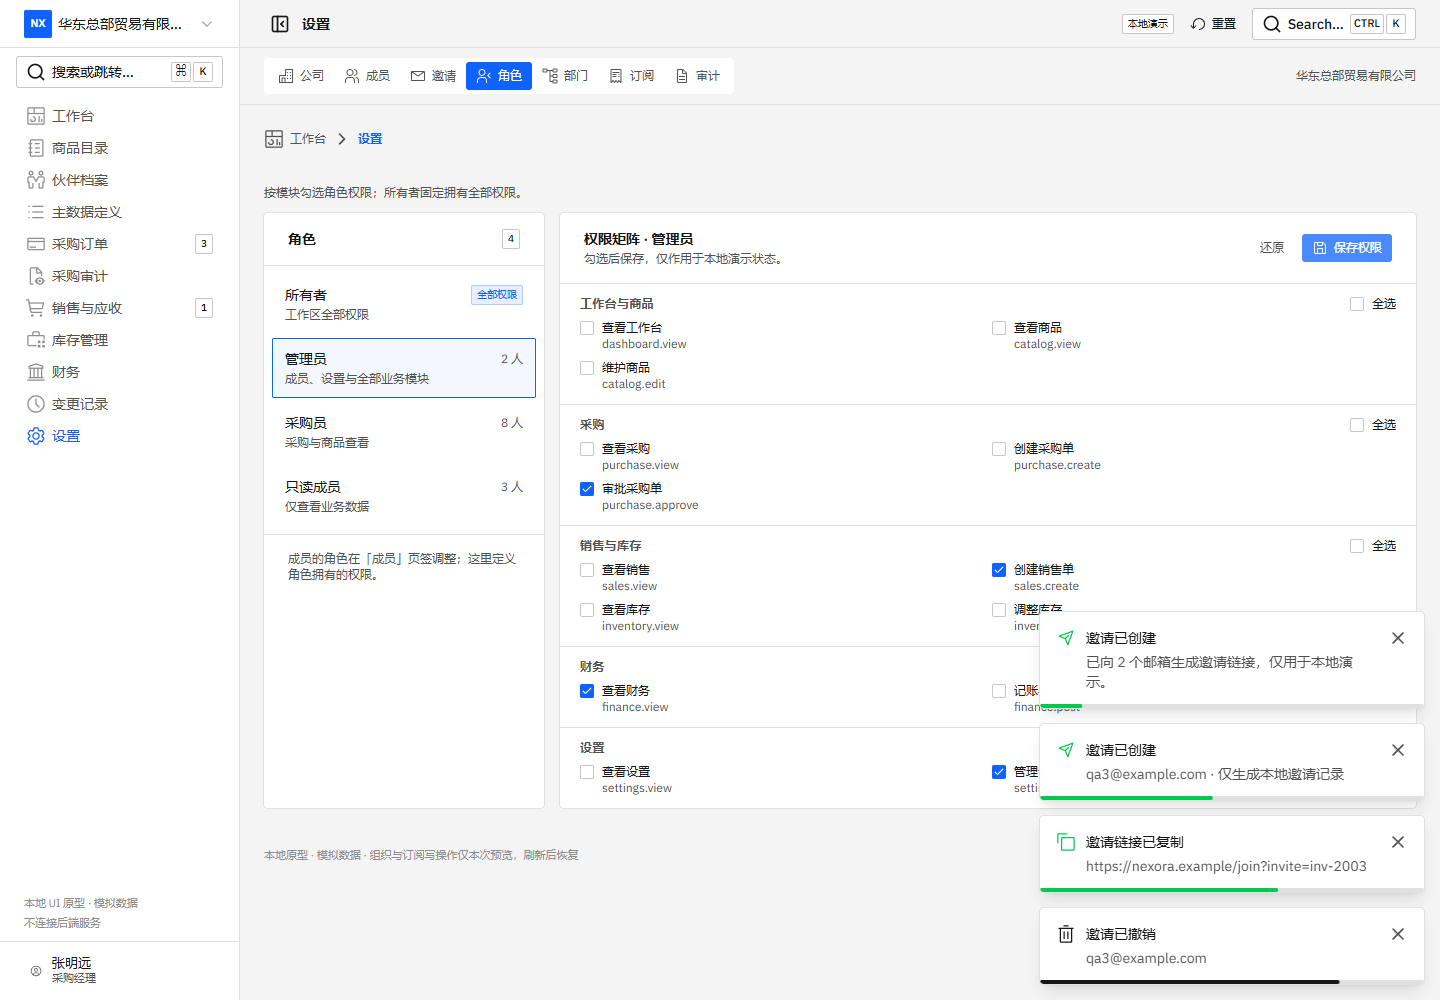 NX 华东总部贸易有限...
搜索或跳转... ⌘ K
工作台
商品目录
伙伴档案
主数据定义
采购订单 3
采购审计
销售与应收 1
库存管理
财务
变更记录
设置
本地 UI 原型 · 模拟数据
不连接后端服务
张明远
采购经理
设置
本地演示 重置 Search... CTRL K
公司 成员 邀请 角色 部门 订阅 审计
华东总部贸易有限公司
工作台 设置
按模块勾选角色权限；所有者固定拥有全部权限。
角色 4
所有者 全部权限
工作区全部权限
管理员 2 人
成员、设置与全部业务模块
采购员 8 人
采购与商品查看
只读成员 3 人
仅查看业务数据
成员的角色在「成员」页签调整；这里定义
角色拥有的权限。
权限矩阵 · 管理员
勾选后保存，仅作用于本地演示状态。
还原 保存权限
工作台与商品 全选
查看工作台 查看商品
dashboard.view catalog.view
维护商品
catalog.edit
采购 全选
查看采购 创建采购单
purchase.view purchase.create
审批采购单
purchase.approve
销售与库存 全选
查看销售 创建销售单
sales.view sales.create
查看库存 调整库存
inventory.view inver
财务
查看财务 记账
finance.view finance.post
设置
查看设置 管理
settings.view setti
邀请已创建
已向 2 个邮箱生成邀请链接，仅用于本地演
示。
邀请已创建
qa3@example.com · 仅生成本地邀请记录
邀请链接已复制
https://nexora.example/join?invite=inv-2003
邀请已撤销
qa3@example.com
本地原型 · 模拟数据 · 组织与订阅写操作仅本次预览，刷新后恢复